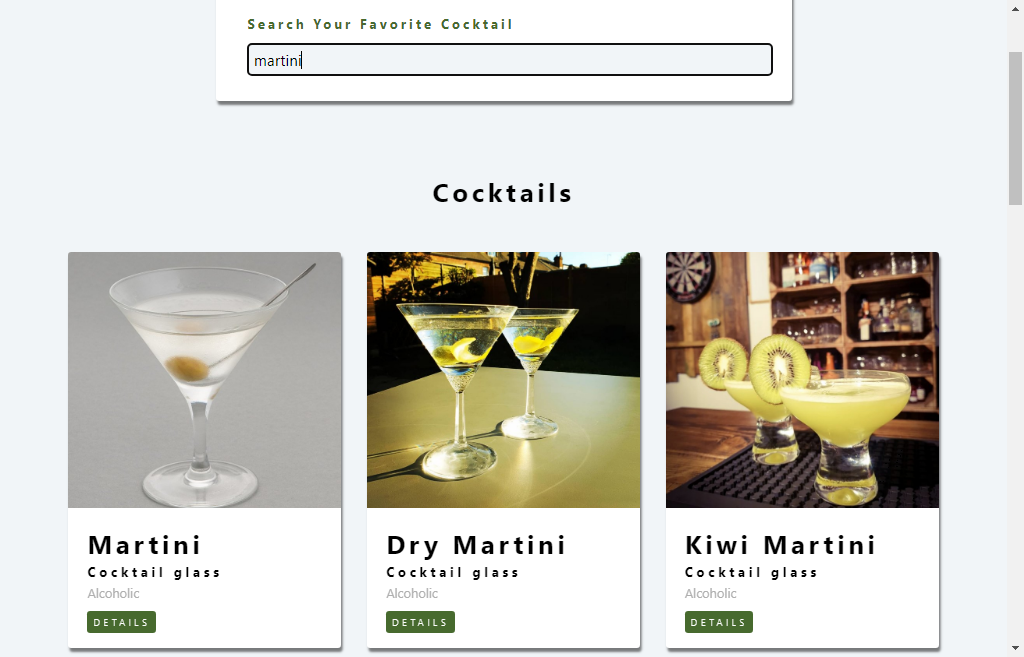 Search Your Favorite Cocktail
martini
Cocktails
Martini
Cocktail glass
Alcoholic
DETAILS
Dry Martini
Cocktail glass
Alcoholic
DETAILS
Kiwi Martini
Cocktail glass
Alcoholic
DETAILS